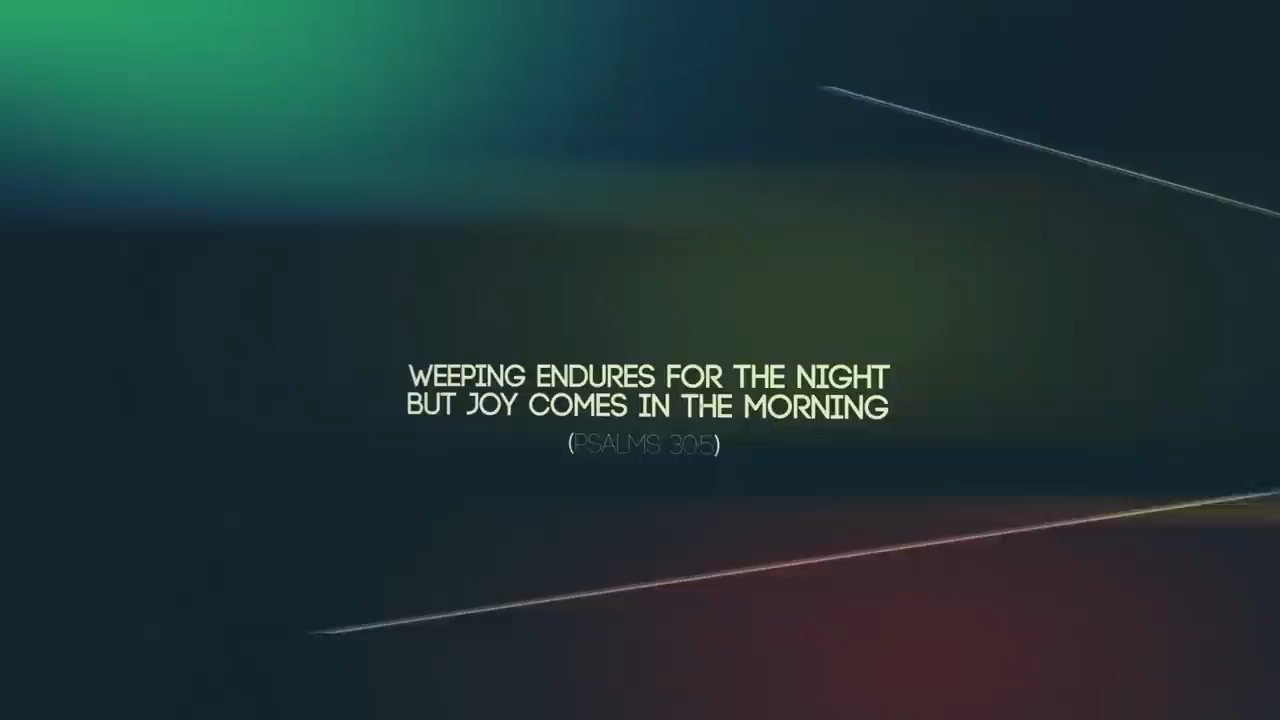 WEEPING ENDURES FOR THE NIGHT
BUT JOY COMES IN THE MORNING
(PSALMS 30:5)